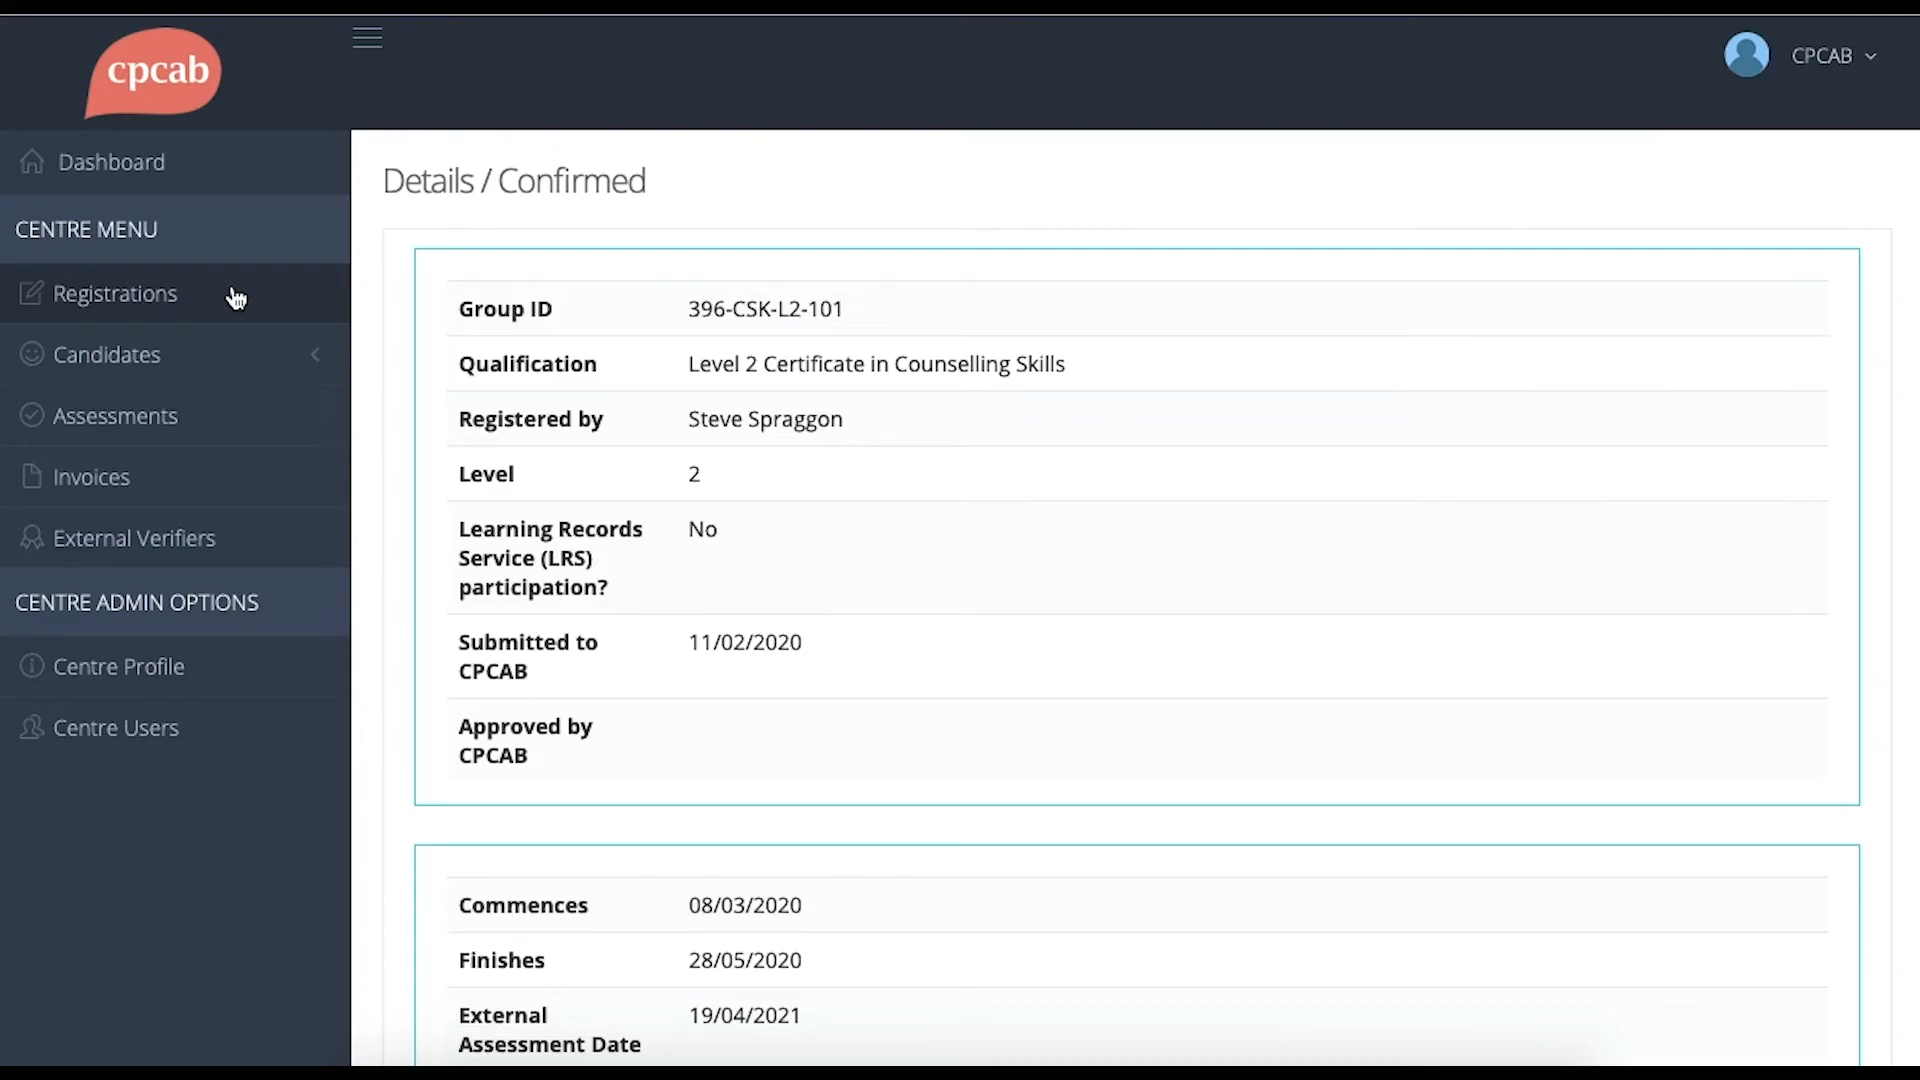 cpcab
CPCAB
Dashboard
CENTRE MENU
Registrations
Candidates
Assessments
Invoices
External Verifiers
CENTRE ADMIN OPTIONS
Centre Profile
Centre Users
Details / Confirmed
Group ID 396-CSK-L2-101
Qualification Level 2 Certificate in Counselling Skills
Registered by Steve Spraggon
Level 2
Learning Records No
Service (LRS)
participation?
Submitted to 11/02/2020
CPCAB
Approved by
CPCAB
Commences 08/03/2020
Finishes 28/05/2020
External 19/04/2021
Assessment Date